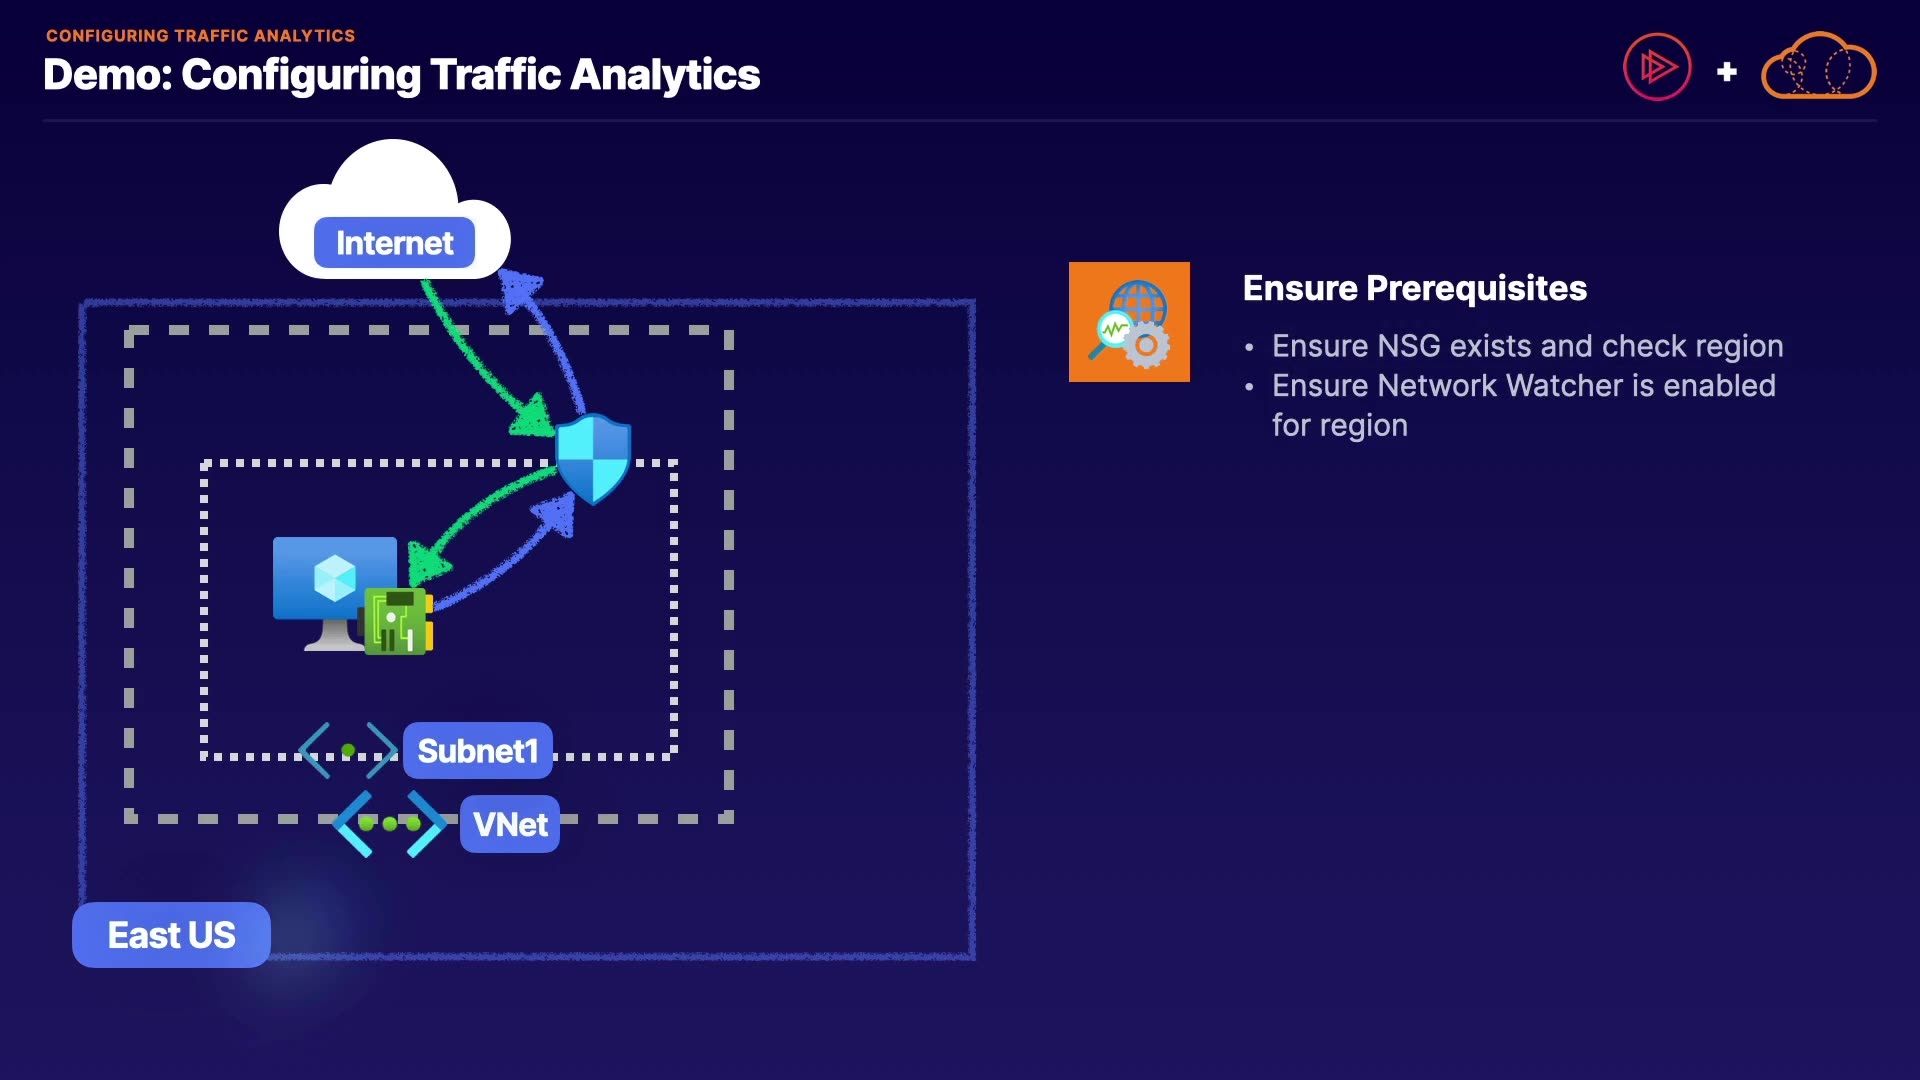 CONFIGURING TRAFFIC ANALYTICS
Demo: Configuring Traffic Analytics
Internet
Ensure Prerequisites
• Ensure NSG exists and check region
• Ensure Network Watcher is enabled
for region
Subnet1
VNet
East US